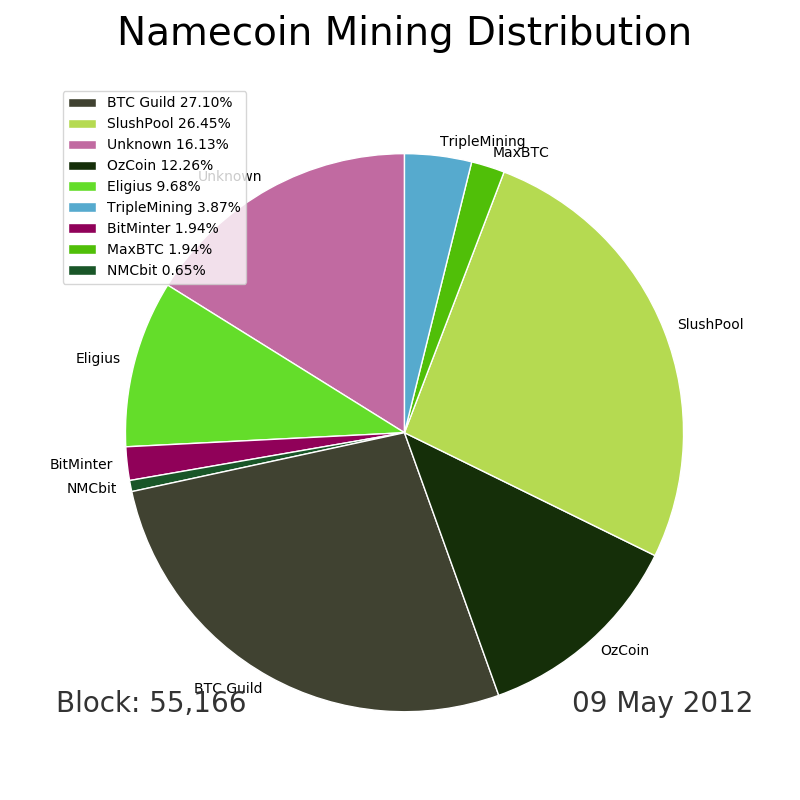 Namecoin Mining Distribution
BTC Guild 27.10%
SlushPool 26.45%
Unknown 16.13%
OzCoin 12.26%
Eligius 9.68%
TripleMining 3.87%
BitMinter 1.94%
MaxBTC 1.94%
NMCbit 0.65%
TripleMining
MaxBTC
Unknown
SlushPool
Eligius
BitMinter
NMCbit
OzCoin
BTC Guild
Block: 55,166
09 May 2012